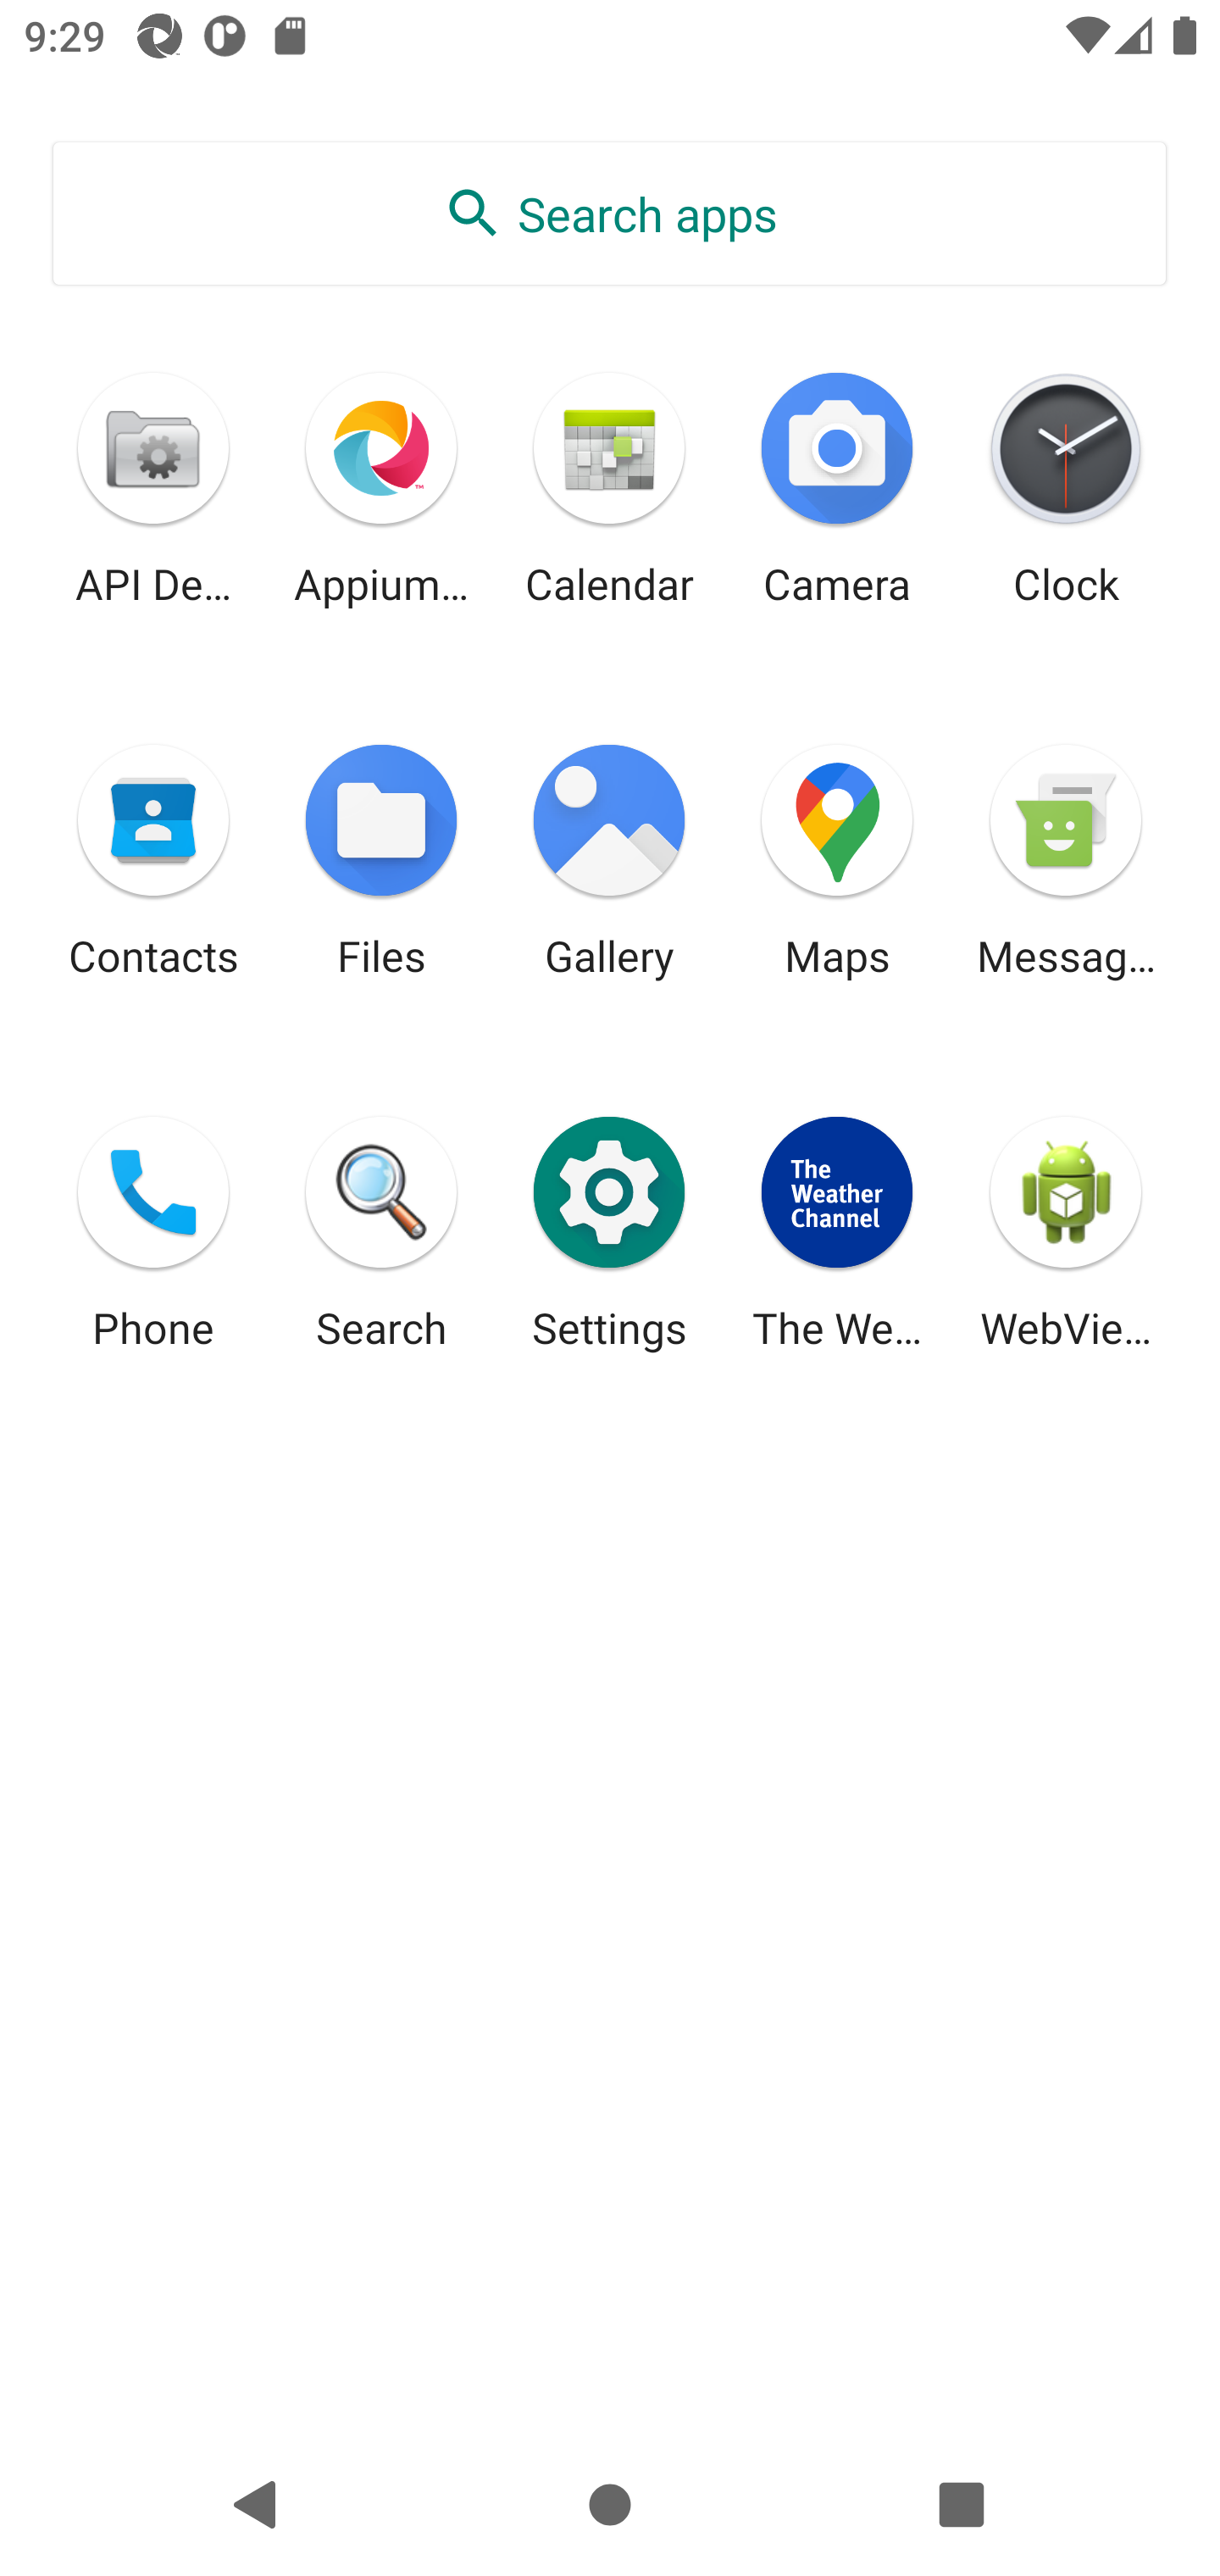 9:29
Search apps
API De…
Appium…
Calendar
Camera
Clock
Contacts
Files
Gallery
Maps
Messag…
The
Weather
Channel
Phone
Search
Settings
The We…
WebVie…